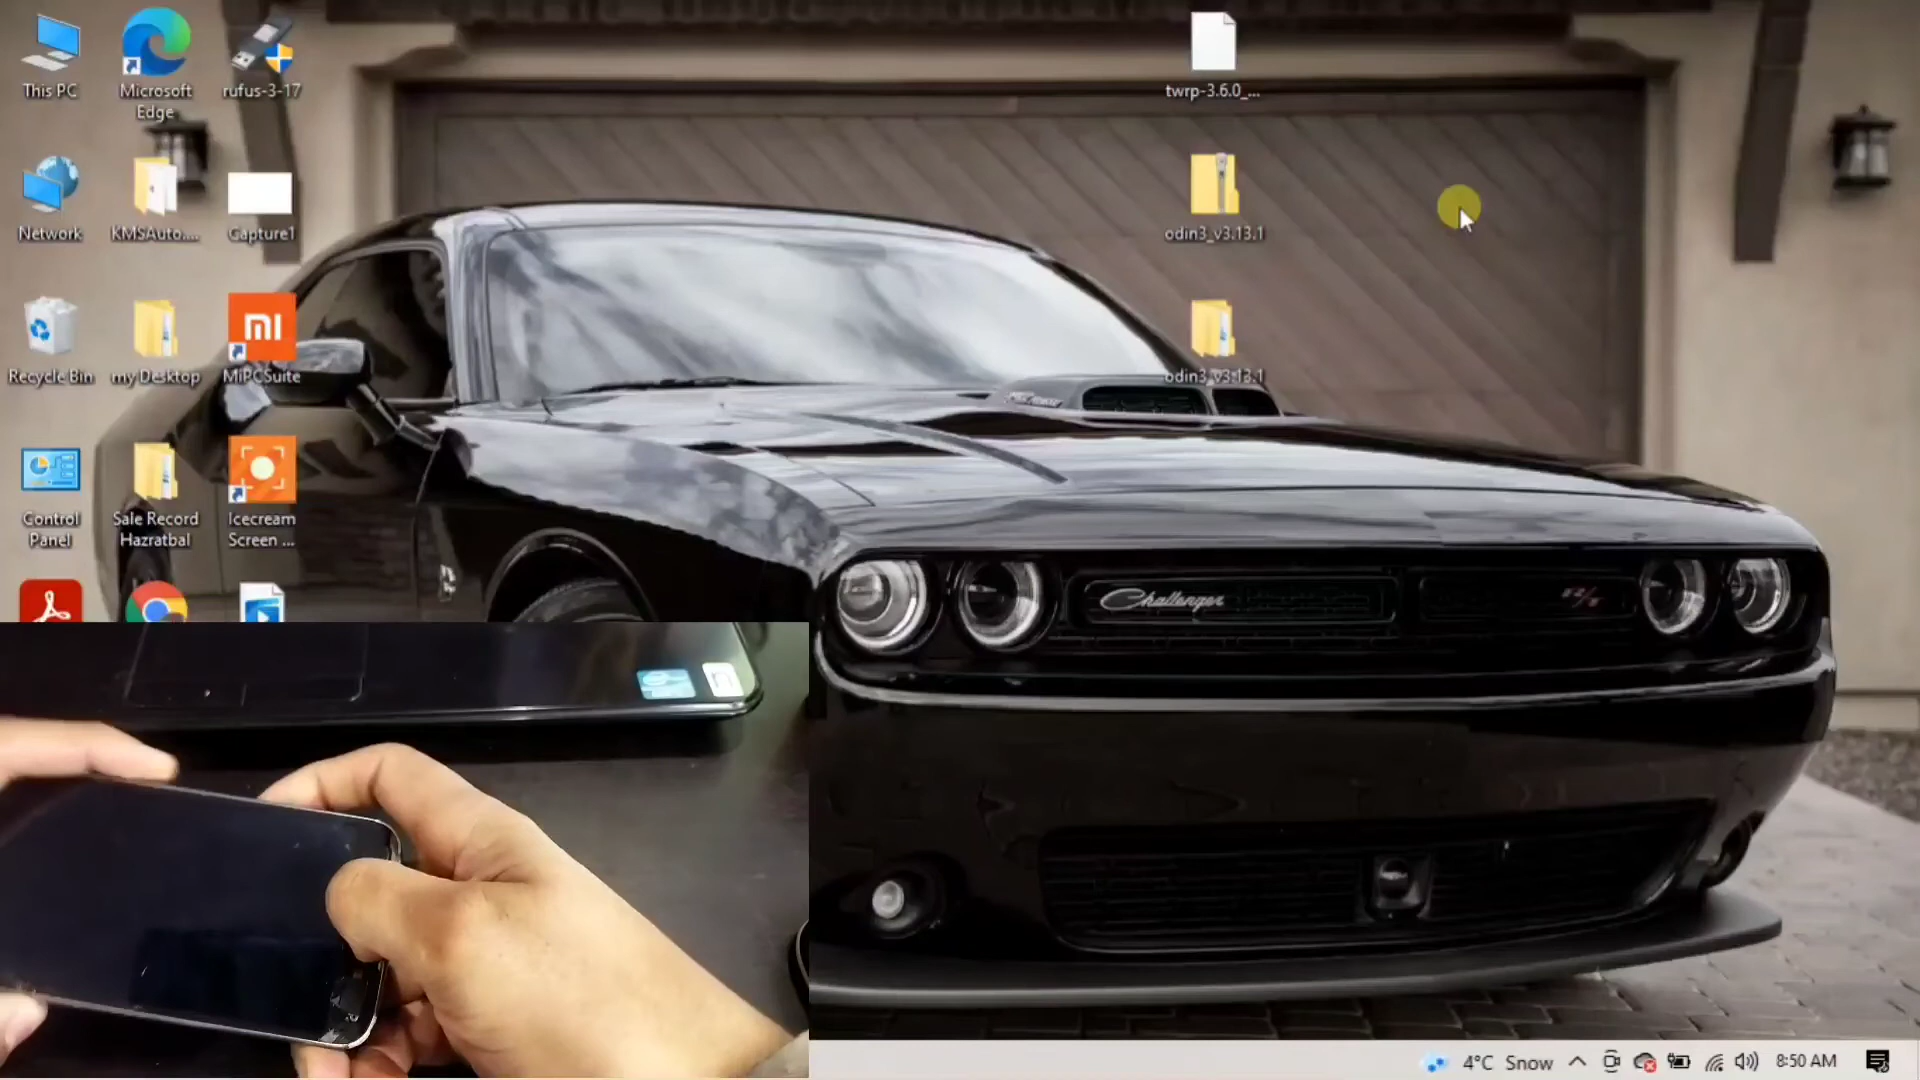 This PC
Microsoft
Edge
rufus-3-17
twrp-3.6.0_...
Network
KMSAuto....
Capture1
odin3_v3.13.1
Recycle Bin
my Desktop
MiPCSuite
odin3_v3.13.1
Control
Panel
Sale Record
Hazratbal
Icecream
Screen ...
Challenger
R/T
4°C Snow
8:50 AM